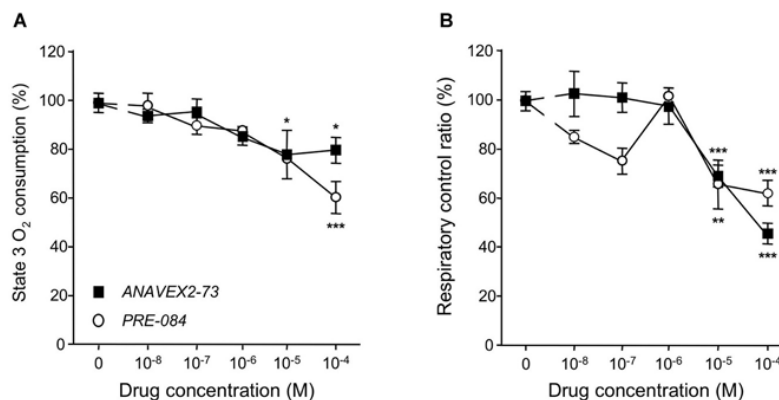 A
State 3 O₂ consumption (%)
120
100
80
60
40
20
0
*
*
***
ANAVEX2-73
PRE-084
0 10⁻⁸ 10⁻⁷ 10⁻⁶ 10⁻⁵ 10⁻⁴
Drug concentration (M)
B
Respiratory control ratio (%)
120
100
80
60
40
20
0
***
***
**
***
0 10⁻⁸ 10⁻⁷ 10⁻⁶ 10⁻⁵ 10⁻⁴
Drug concentration (M)